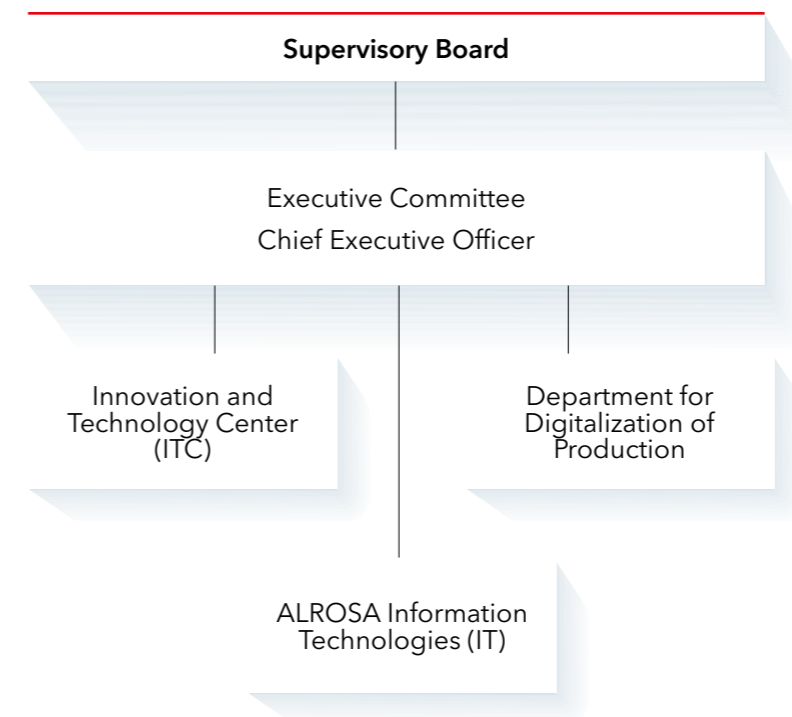 Supervisory Board
Executive Committee
Chief Executive Officer
Innovation and
Technology Center
(ITC)
Department for
Digitalization of
Production
ALROSA Information
Technologies (IT)